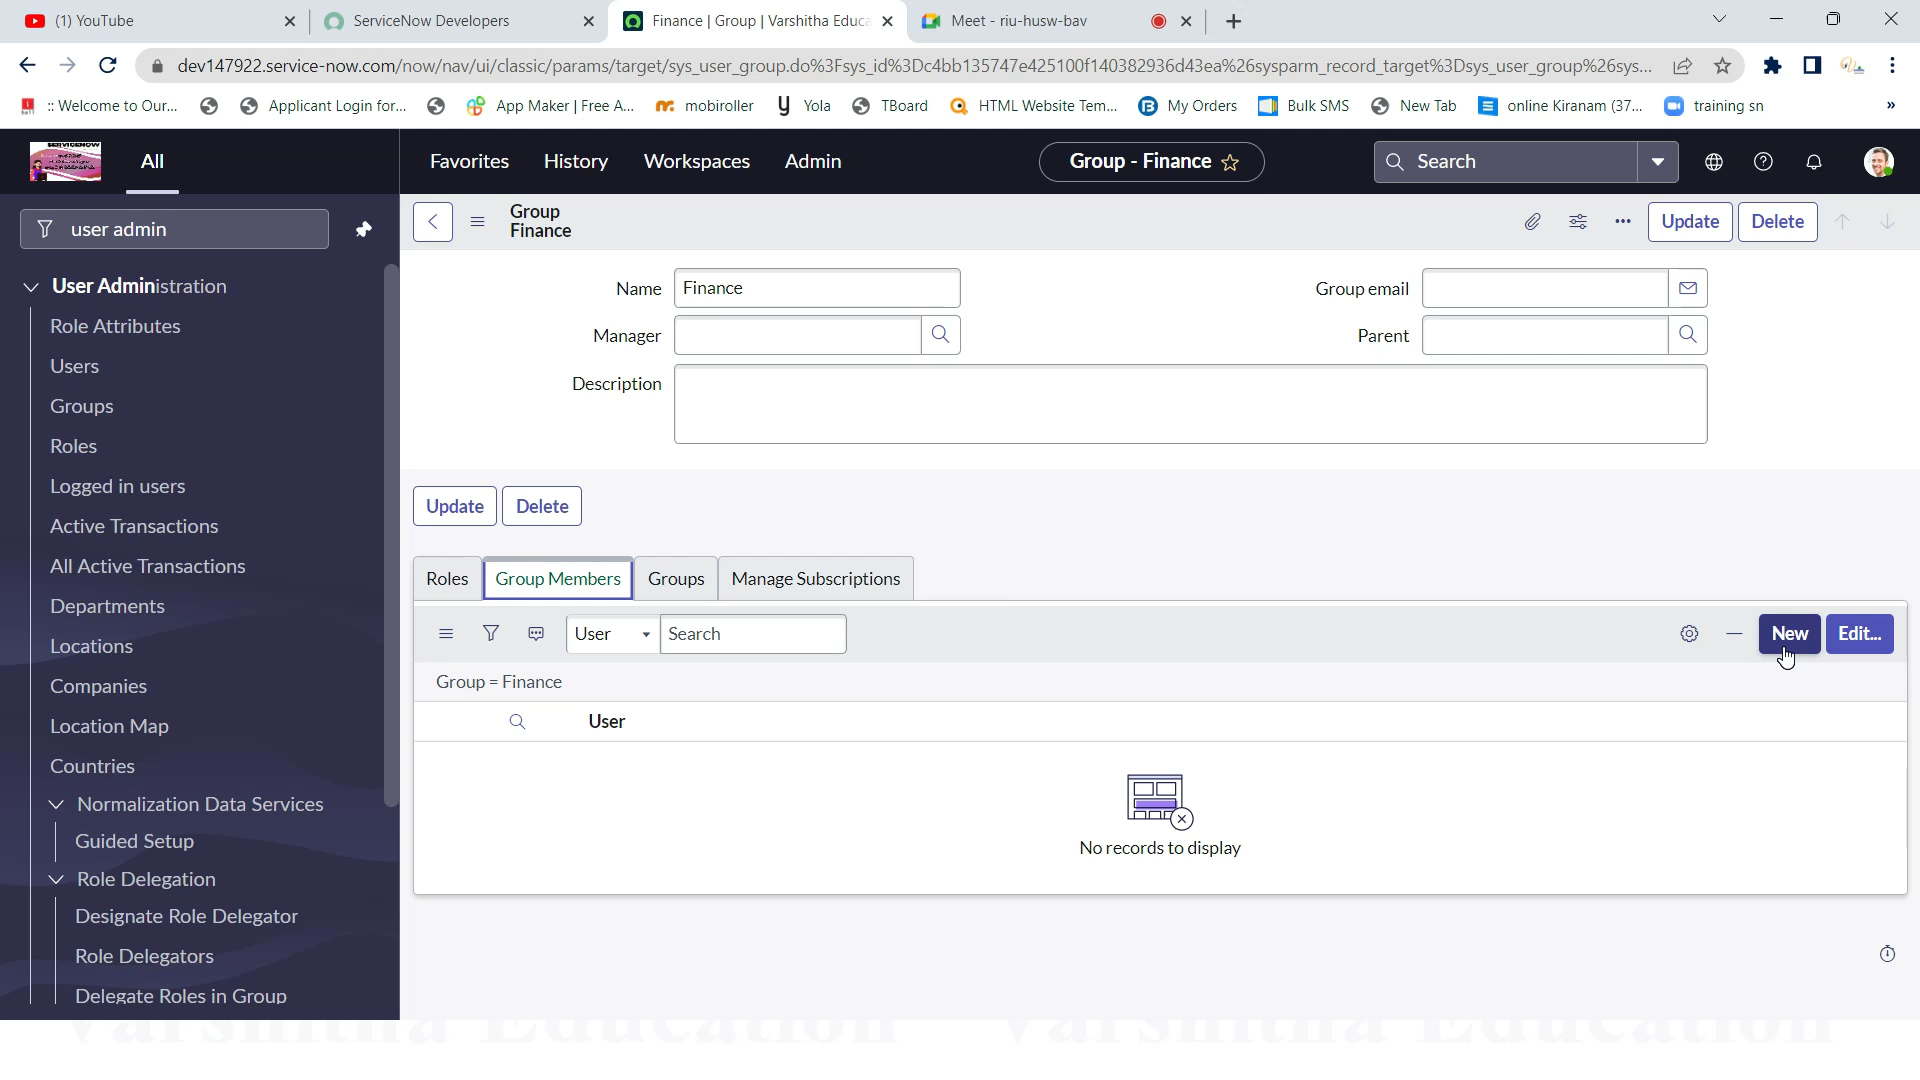 (1) YouTube
ServiceNow Developers
Finance | Group | Varshitha Educa
Meet - riu-husw-bav
dev147922.service-now.com/now/nav/ui/classic/params/target/sys_user_group.do%3Fsys_id%3Dc4bb135747e425100f140382936d43ea%26sysparm_record_target%3Dsys_user_group%26sys...
:: Welcome to Our...
Applicant Login for...
App Maker | Free A...
mobiroller
Yola
TBoard
HTML Website Tem...
My Orders
Bulk SMS
New Tab
online Kiranam (37...
training sn
»
SERVICENOW
All
Favorites
History
Workspaces
Admin
Group - Finance
Search
user admin
Group
Finance
Update
Delete
User Administration
Role Attributes
Users
Groups
Roles
Logged in users
Active Transactions
All Active Transactions
Departments
Locations
Companies
Location Map
Countries
Normalization Data Services
Guided Setup
Role Delegation
Designate Role Delegator
Role Delegators
Delegate Roles in Group
Name
Finance
Group email
Manager
Parent
Description
Update
Delete
Roles
Group Members
Groups
Manage Subscriptions
User
Search
New
Edit...
Group = Finance
User
No records to display
Varshitha Education
Varshitha Education